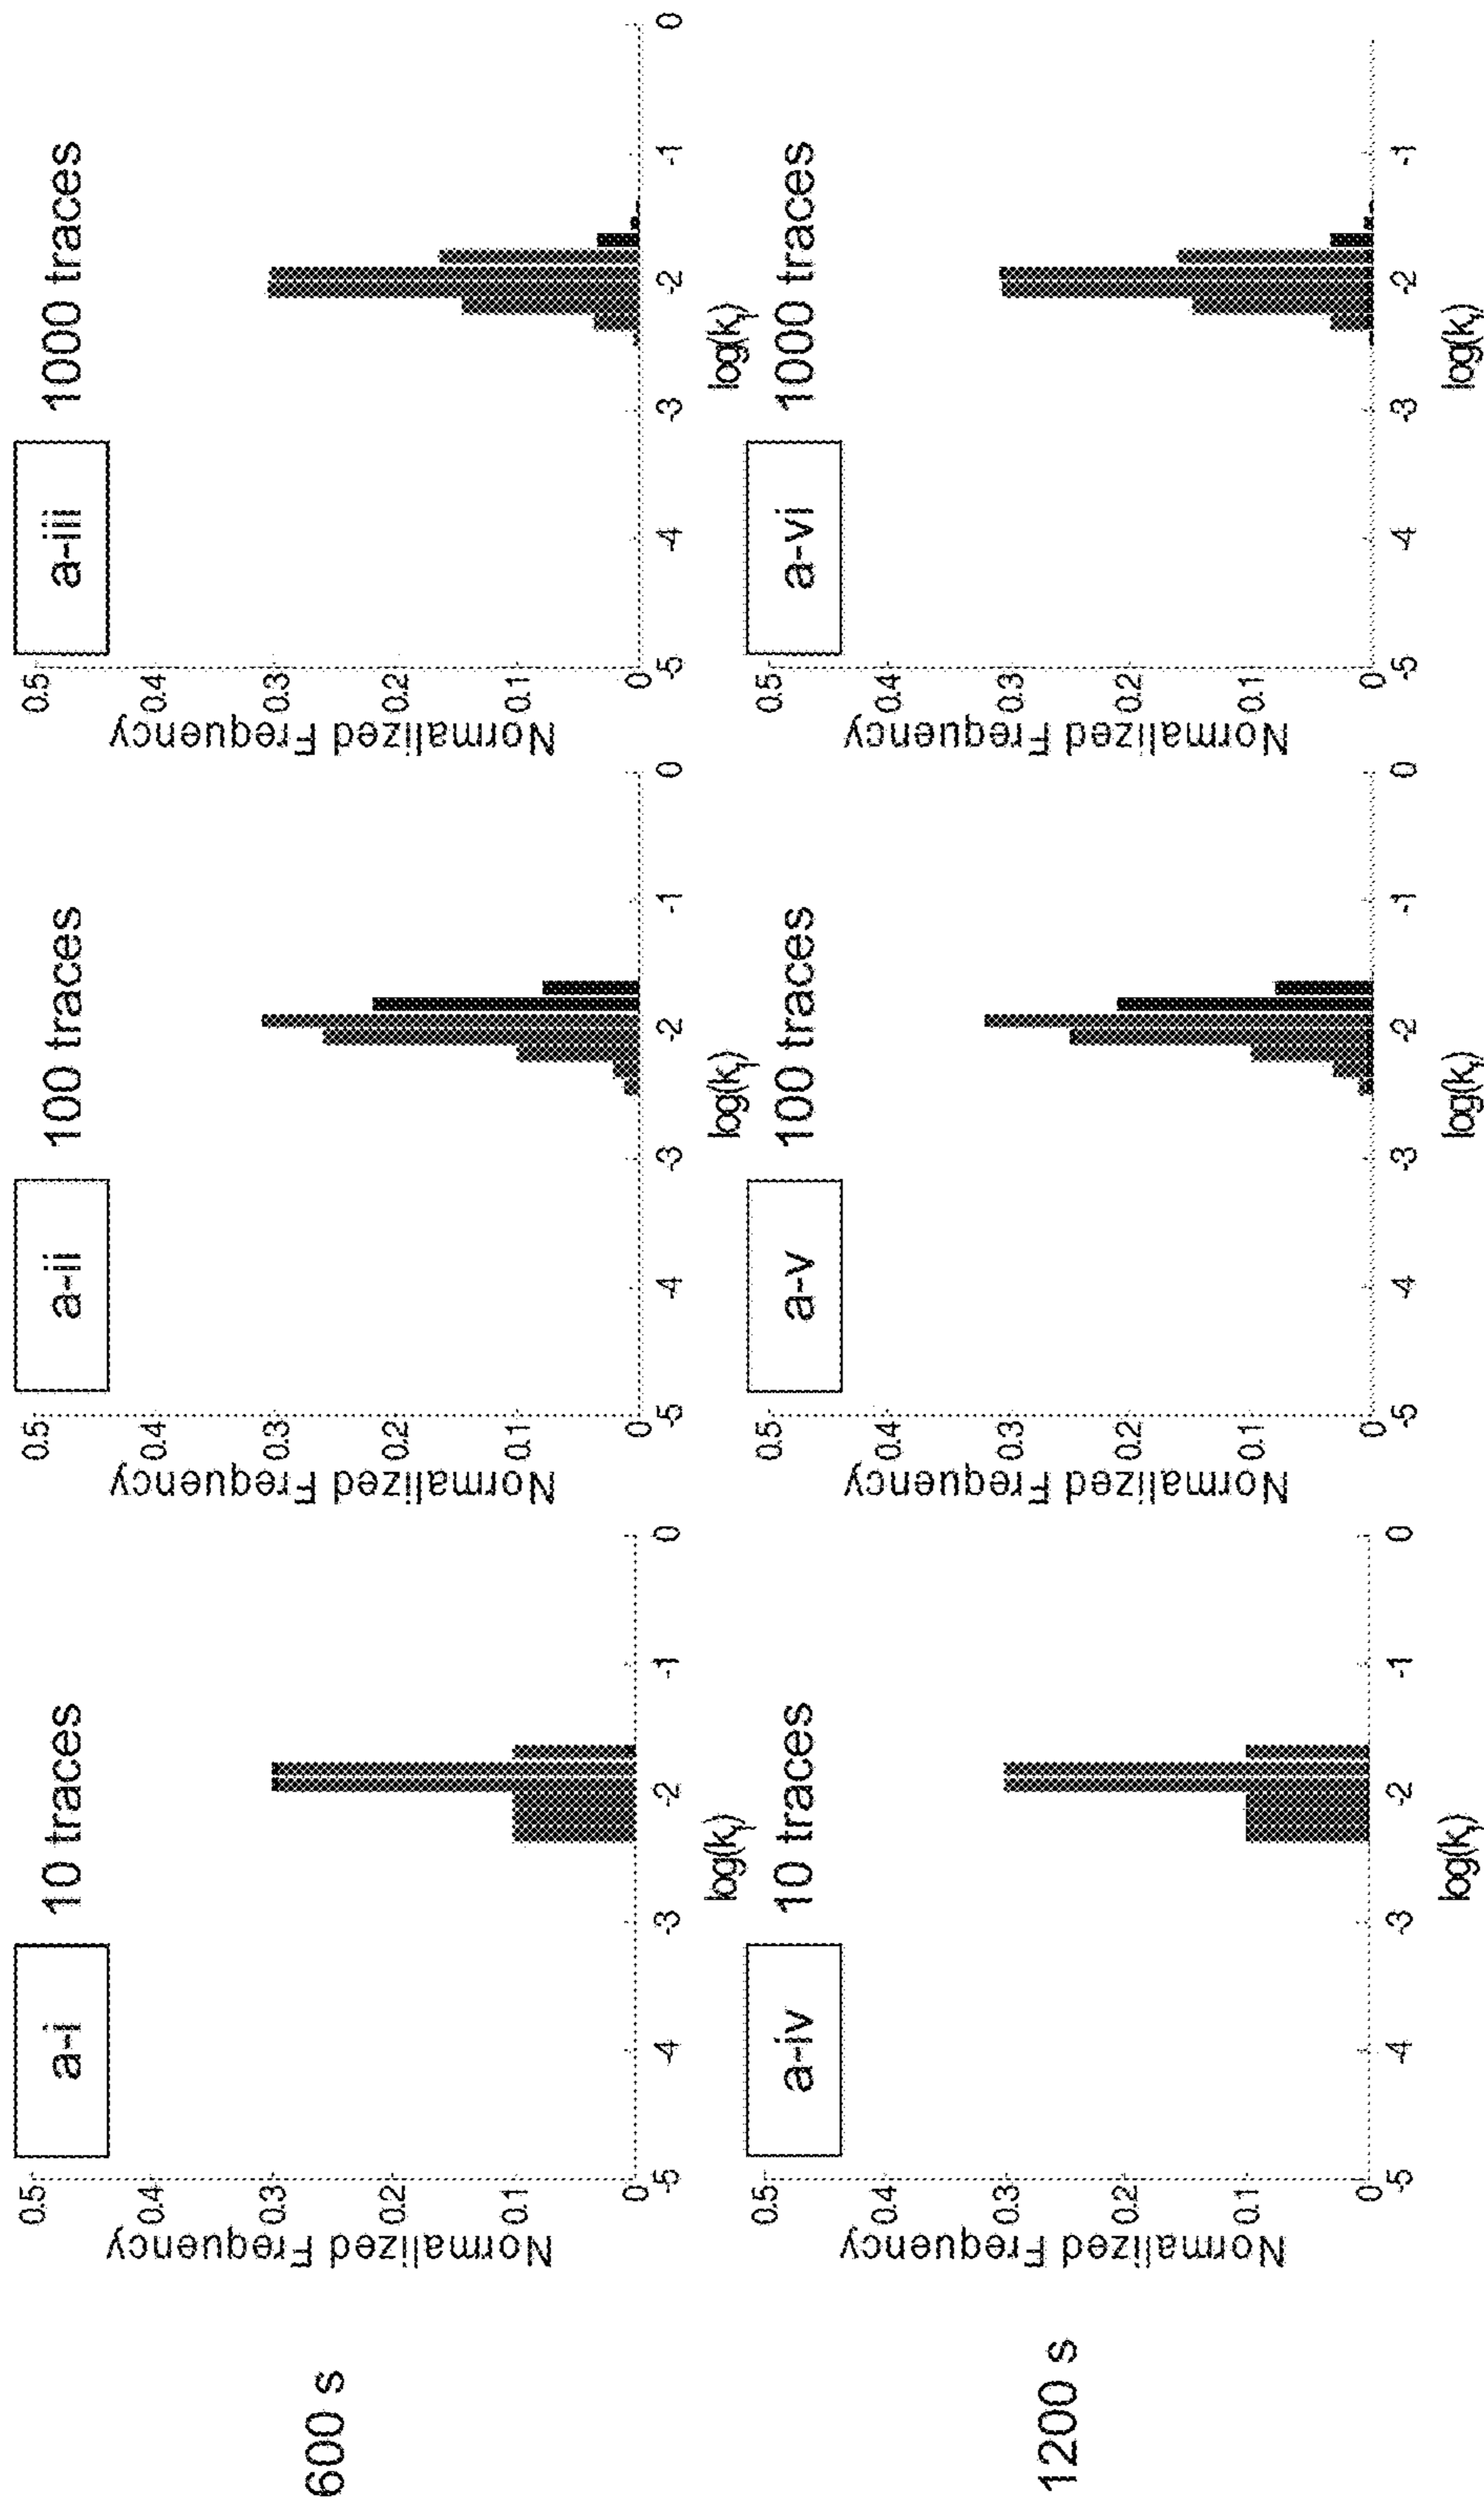 600 s
a-i 10 traces
Normalized Frequency
0.5
0.4
0.3
0.2
0.1
0
-5 -4 -3 -2 -1 0
log(k_f)
a-ii 100 traces
Normalized Frequency
0.5
0.4
0.3
0.2
0.1
0
-5 -4 -3 -2 -1 0
log(k_f)
a-iii 1000 traces
Normalized Frequency
0.5
0.4
0.3
0.2
0.1
0
-5 -4 -3 -2 -1 0
log(k_f)
1200 s
a-iv 10 traces
Normalized Frequency
0.5
0.4
0.3
0.2
0.1
0
-5 -4 -3 -2 -1 0
log(k_f)
a-v 100 traces
Normalized Frequency
0.5
0.4
0.3
0.2
0.1
0
-5 -4 -3 -2 -1 0
log(k_f)
a-vi 1000 traces
Normalized Frequency
0.5
0.4
0.3
0.2
0.1
0
-5 -4 -3 -2 -1
log(k_f)